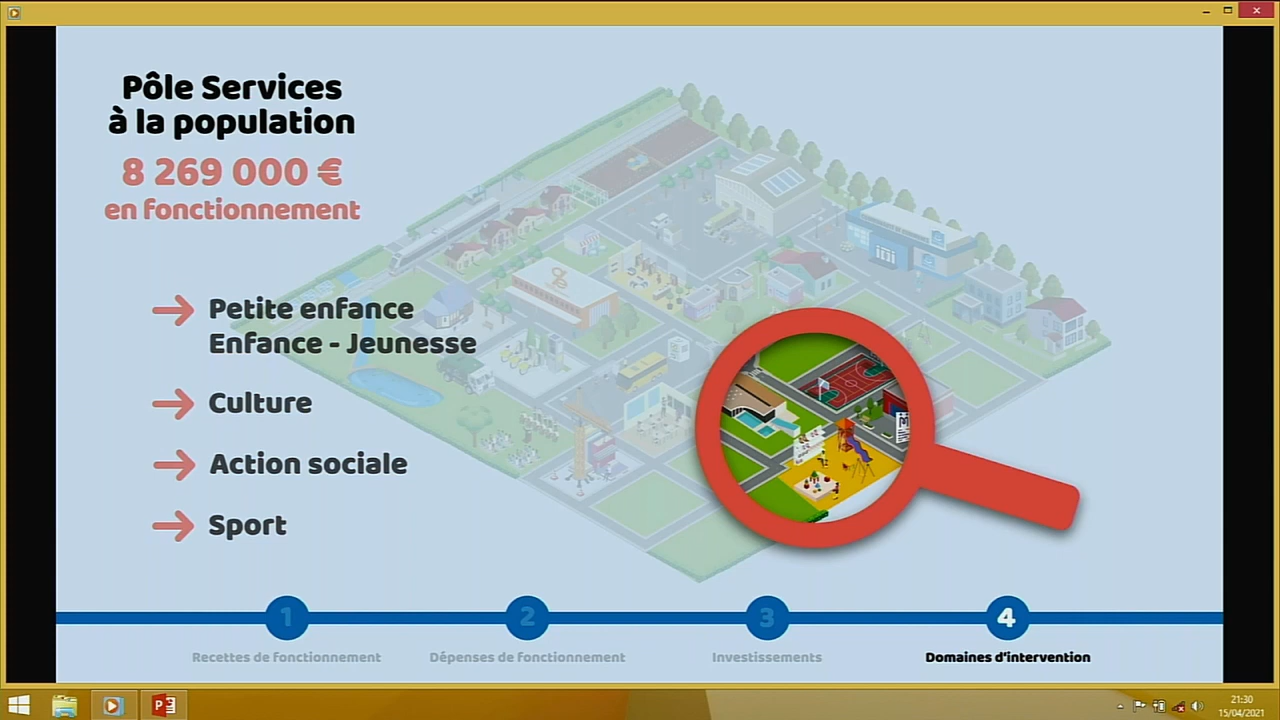 Pôle Services
à la population
8 269 000 €
en fonctionnement
Petite enfance
Enfance - Jeunesse
Culture
Action sociale
Sport
1
2
3
4
Recettes de fonctionnement
Dépenses de fonctionnement
Investissements
Domaines d'intervention
21:30
15/04/2021